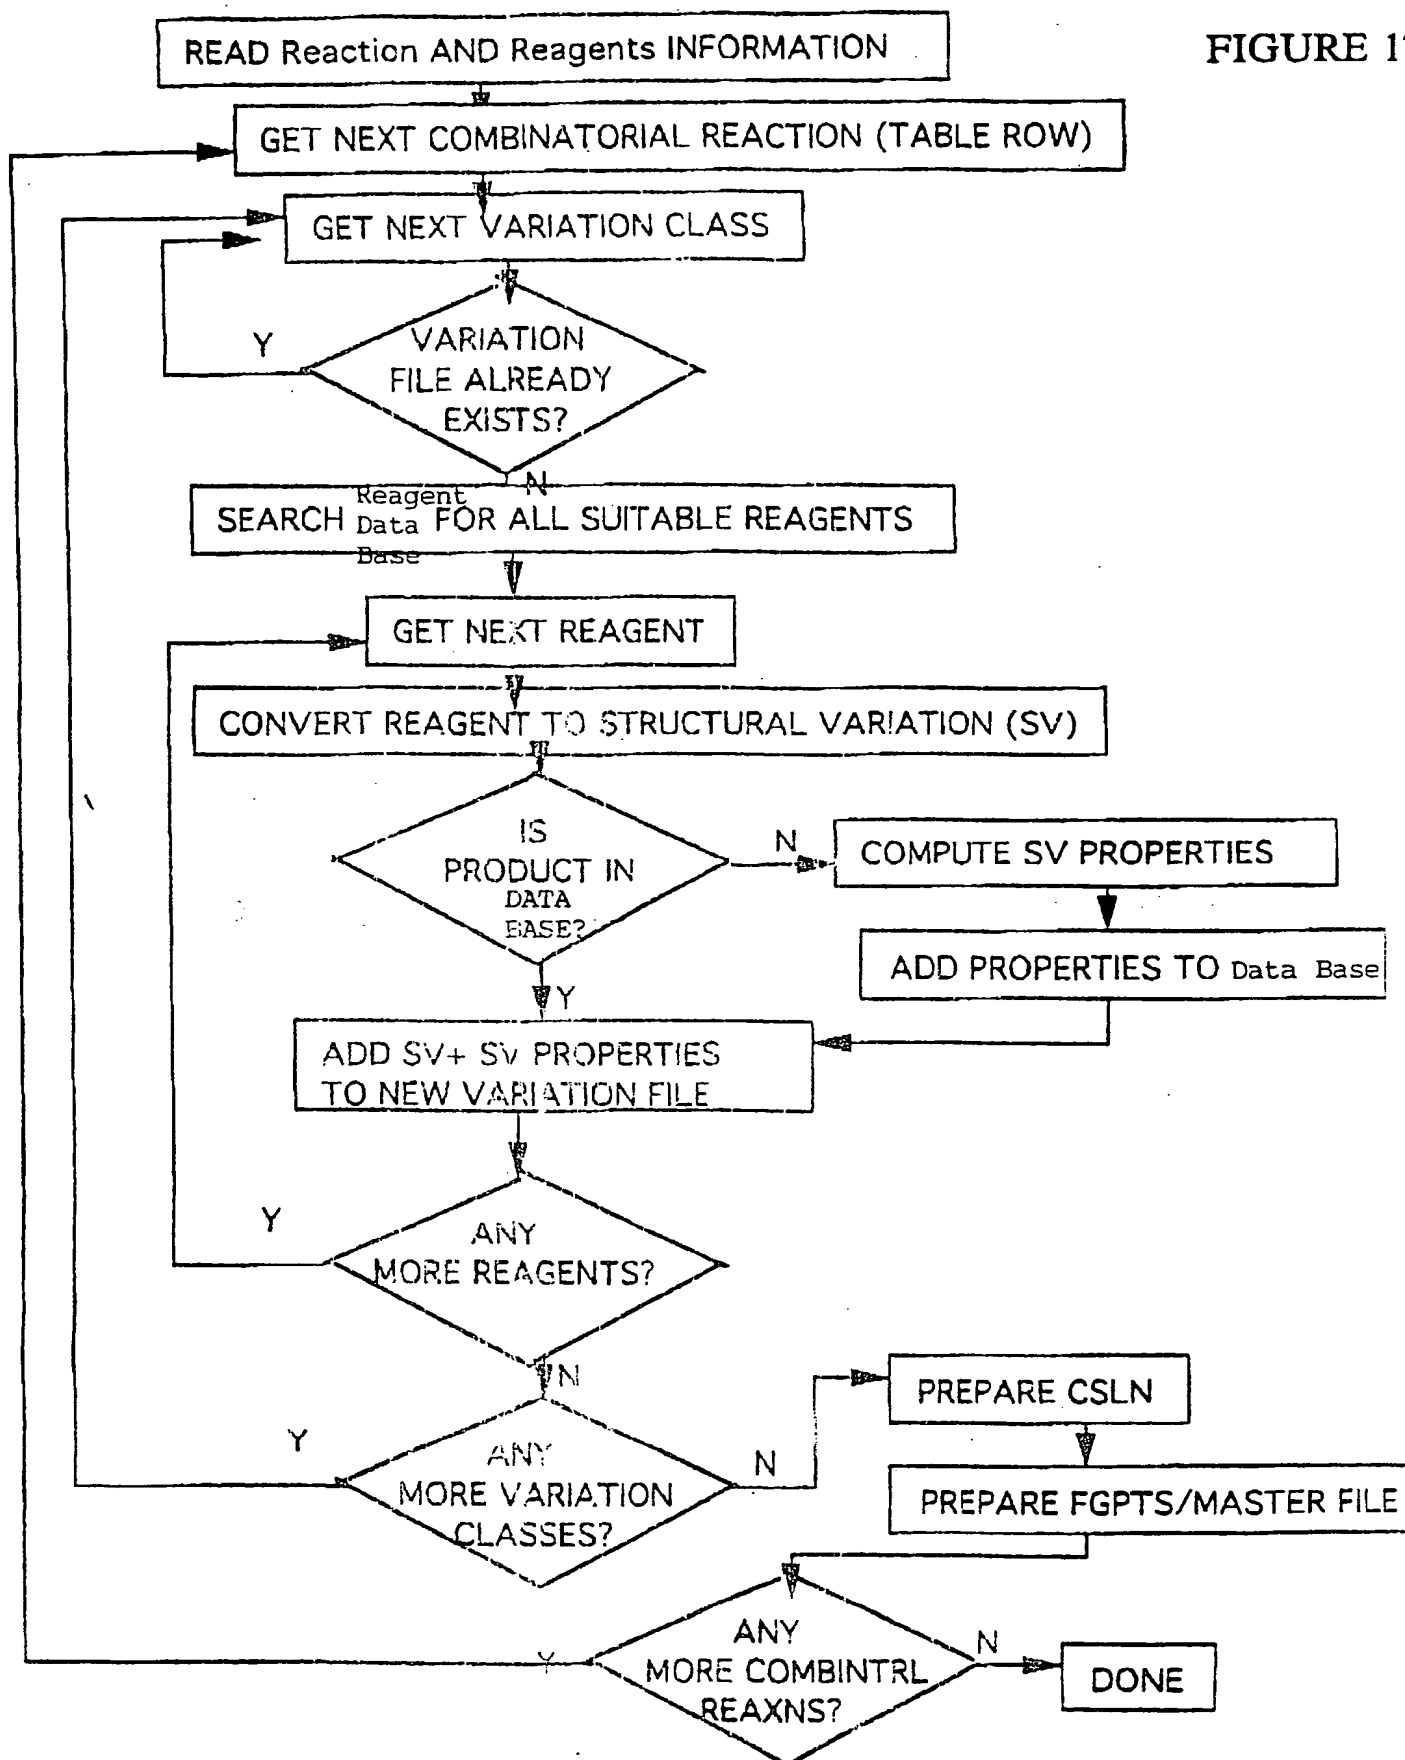 FIGURE 1
READ Reaction AND Reagents INFORMATION
GET NEXT COMBINATORIAL REACTION (TABLE ROW)
GET NEXT VARIATION CLASS
Y
VARIATION
FILE ALREADY
EXISTS?
N
SEARCH Reagent Data Base FOR ALL SUITABLE REAGENTS
GET NEXT REAGENT
CONVERT REAGENT TO STRUCTURAL VARIATION (SV)
IS
PRODUCT IN
DATA
BASE?
N
COMPUTE SV PROPERTIES
ADD PROPERTIES TO Data Base
Y
ADD SV+ SV PROPERTIES
TO NEW VARIATION FILE
Y
ANY
MORE REAGENTS?
N
Y
ANY
MORE VARIATION
CLASSES?
N
PREPARE CSLN
PREPARE FGPTS/MASTER FILE
Y
ANY
MORE COMBINTRL
REAXNS?
N
DONE